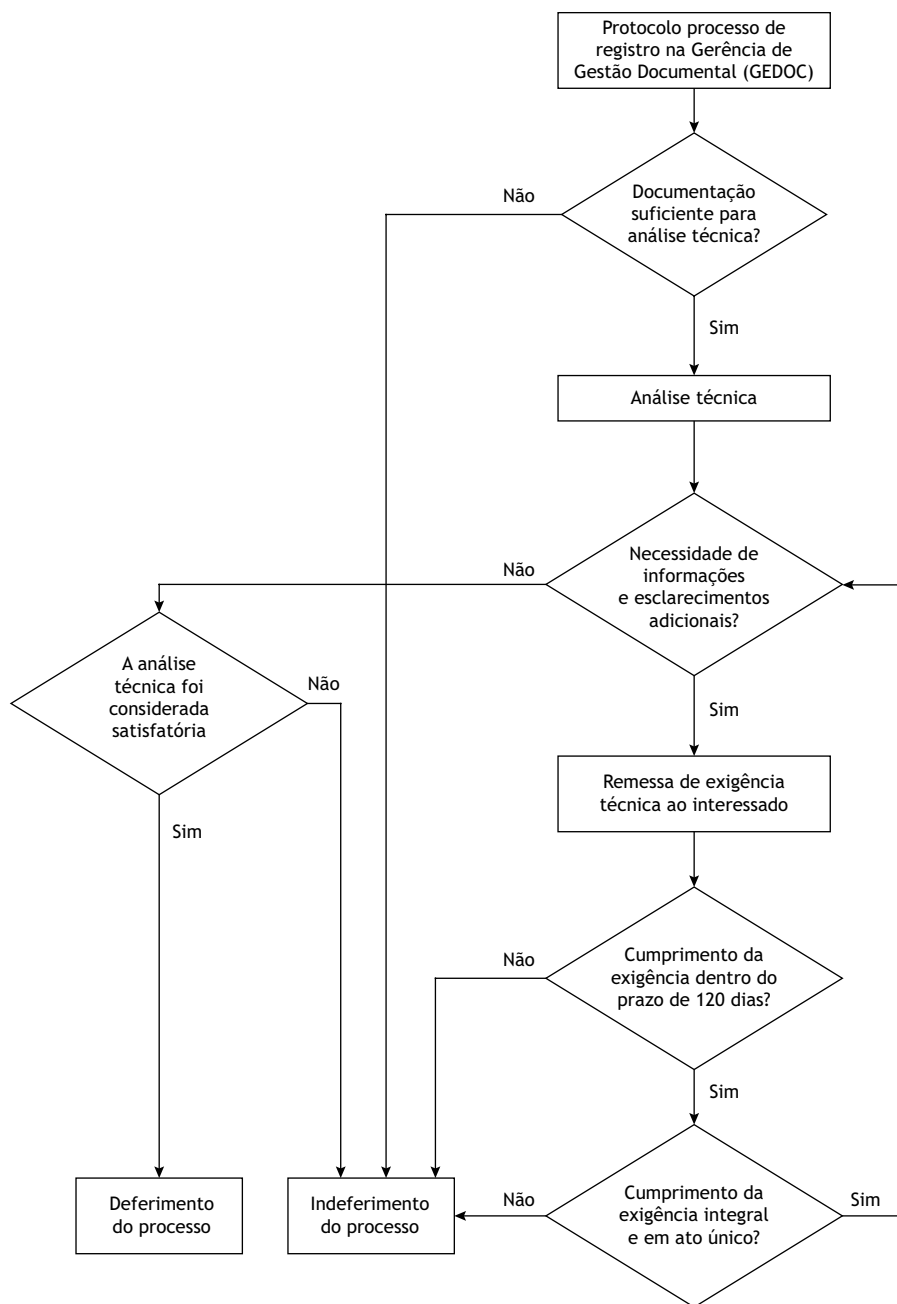 Protocolo processo de
registro na Gerência de
Gestão Documental (GEDOC)
Não
Documentação
suficiente para
análise técnica?
Sim
Análise técnica
Não
Necessidade de
informações
e esclarecimentos
adicionais?
A análise
técnica foi
considerada
satisfatória
Não
Sim
Remessa de exigência
técnica ao interessado
Sim
Não
Cumprimento da
exigência dentro do
prazo de 120 dias?
Sim
Deferimento
do processo
Indeferimento
do processo
Não
Cumprimento da
exigência integral
e em ato único?
Sim